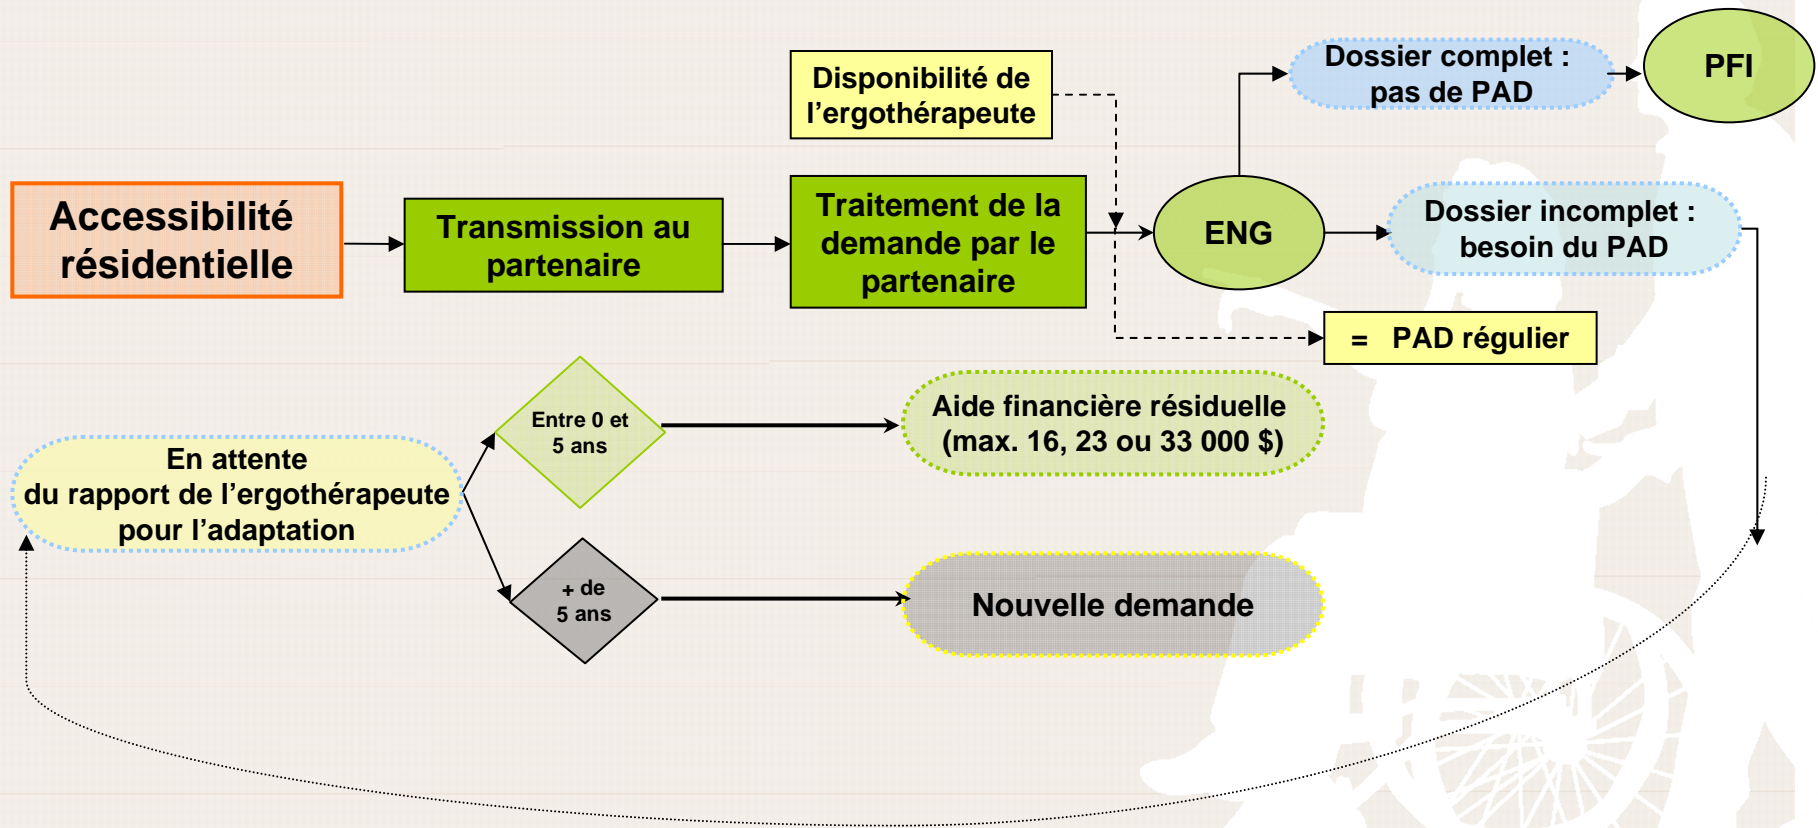 Disponibilité de
l’ergothérapeute
Dossier complet :
pas de PAD
PFI
Accessibilité
résidentielle
Transmission au
partenaire
Traitement de la
demande par le
partenaire
ENG
Dossier incomplet :
besoin du PAD
= PAD régulier
Entre 0 et
5 ans
Aide financière résiduelle
(max. 16, 23 ou 33 000 $)
En attente
du rapport de l’ergothérapeute
pour l’adaptation
+ de
5 ans
Nouvelle demande